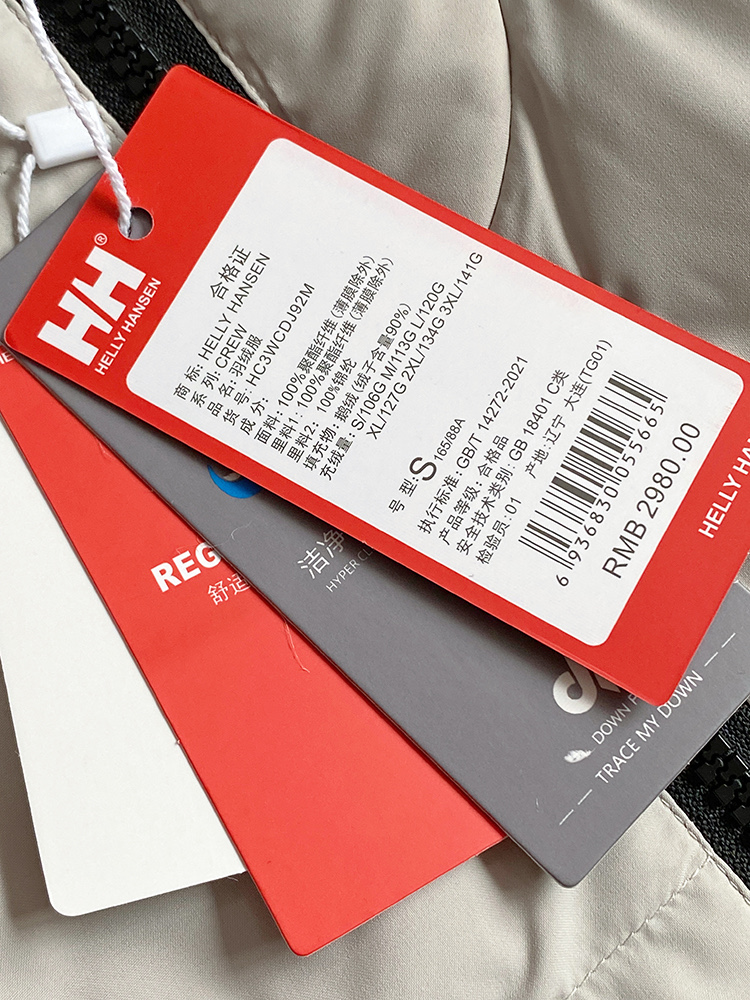 HH®
HELLY HANSEN
合格证
商 标: HELLY HANSEN
系 列: CREW
品 名: 羽绒服
货 号: HC3WCDJ92M
成 分:
面料: 100%聚酯纤维(薄膜除外)
里料1: 100%聚酯纤维(薄膜除外)
里料2: 100%锦纶
填充物: 鹅绒(绒子含量90%)
充绒量: S/106G M/113G L/120G
XL/127G 2XL/134G 3XL/141G
号 型: S 165/88A
执行标准: GB/T 14272-2021
产品等级: 合格品
安全技术类别: GB 18401 C类
检验员: 01 产地: 辽宁 大连(TG01)
6 936830 055665
RMB 2980.00
HELLY HAN
洁净
HYPER CL
DOWN
TRACE MY DOWN
REG
舒适